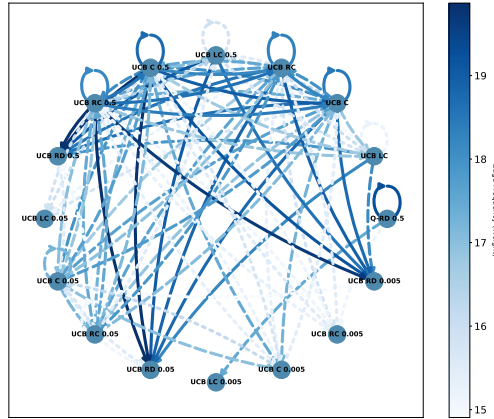 UCB LC 0.5
UCB C 0.5
UCB RC
UCB RC 0.5
UCB C
UCB RD 0.5
UCB LC
UCB LC 0.05
Q-RD 0.5
UCB C 0.05
UCB RD 0.005
UCB RC 0.05
UCB RC 0.005
UCB RD 0.05
UCB C 0.005
UCB LC 0.005
19
18
17
16
15